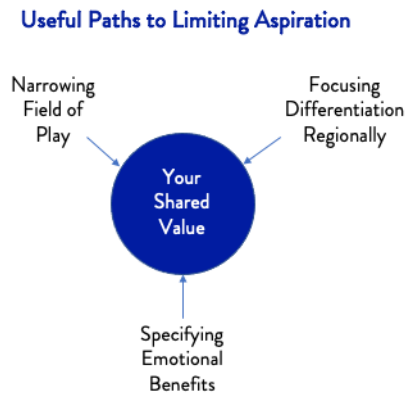 Useful Paths to Limiting Aspiration
Narrowing
Field of
Play
Focusing
Differentiation
Regionally
Your
Shared
Value
Specifying
Emotional
Benefits